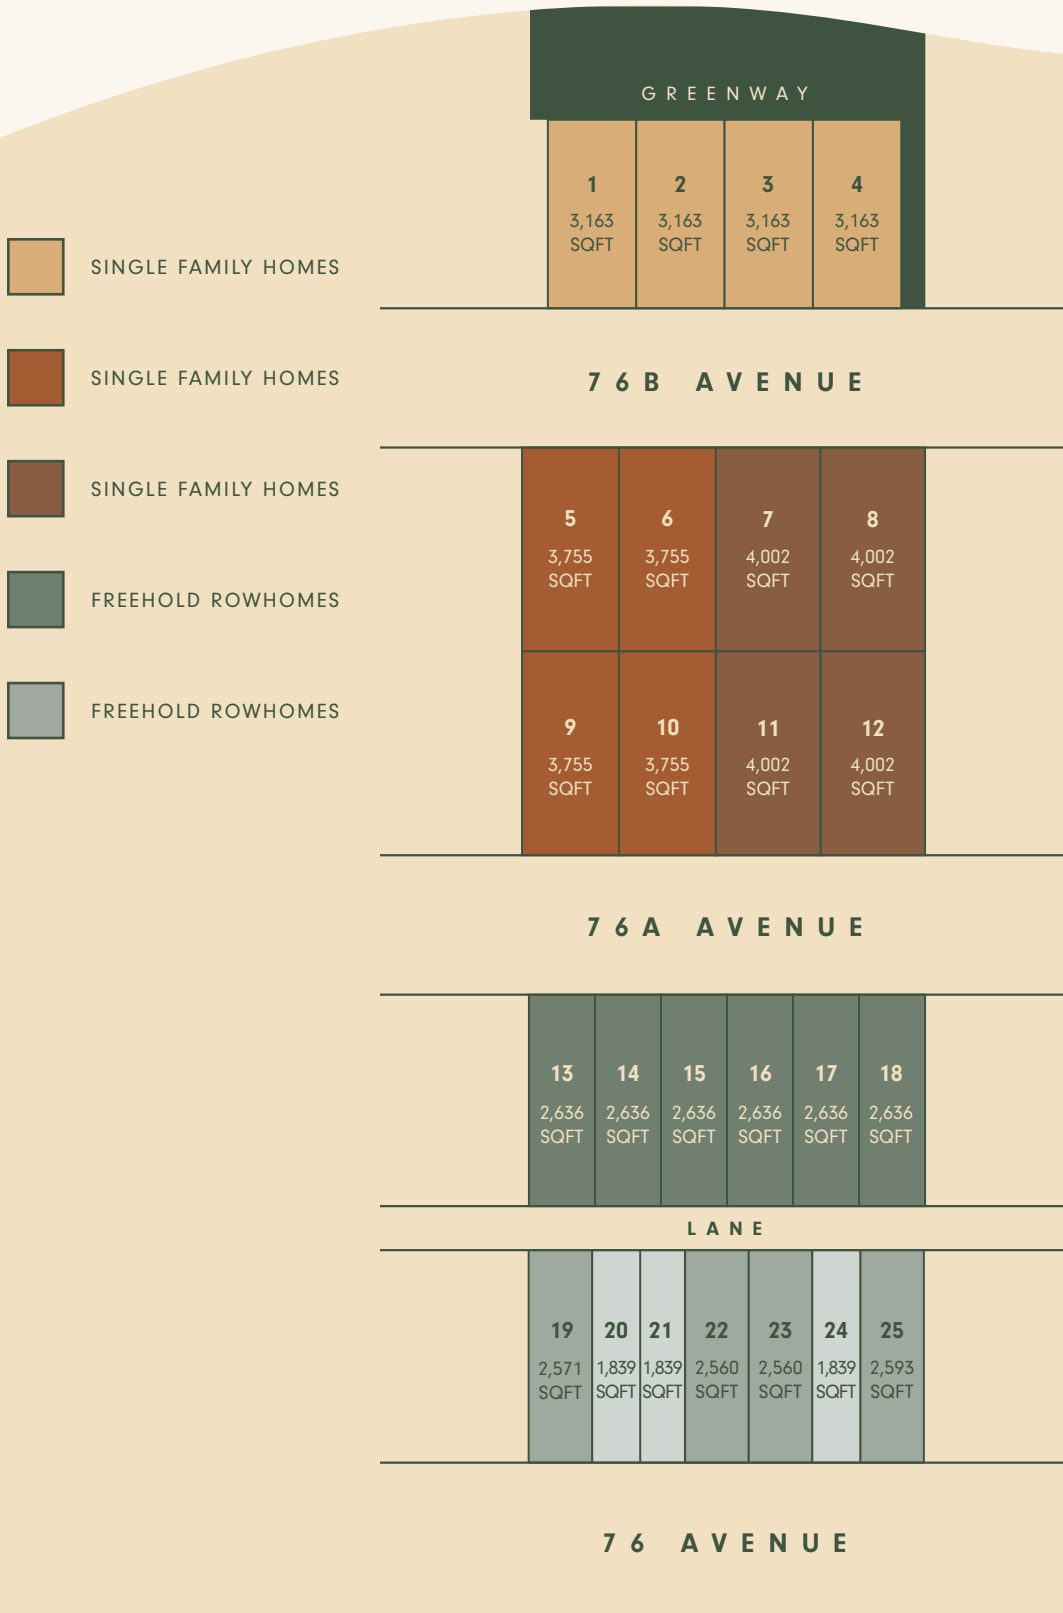 GREENWAY
1
2
3
4
3,163
3,163
3,163
3,163
SQFT
SQFT
SQFT
SQFT
SINGLE FAMILY HOMES
SINGLE FAMILY HOMES
SINGLE FAMILY HOMES
FREEHOLD ROWHOMES
FREEHOLD ROWHOMES
76B AVENUE
5
6
7
8
3,755
3,755
4,002
4,002
SQFT
SQFT
SQFT
SQFT
9
10
11
12
3,755
3,755
4,002
4,002
SQFT
SQFT
SQFT
SQFT
76A AVENUE
13
14
15
16
17
18
2,636
2,636
2,636
2,636
2,636
2,636
SQFT
SQFT
SQFT
SQFT
SQFT
SQFT
LANE
19
20
21
22
23
24
25
2,571
1,839
1,839
2,560
2,560
1,839
2,593
SQFT
SQFT
SQFT
SQFT
SQFT
SQFT
SQFT
76 AVENUE